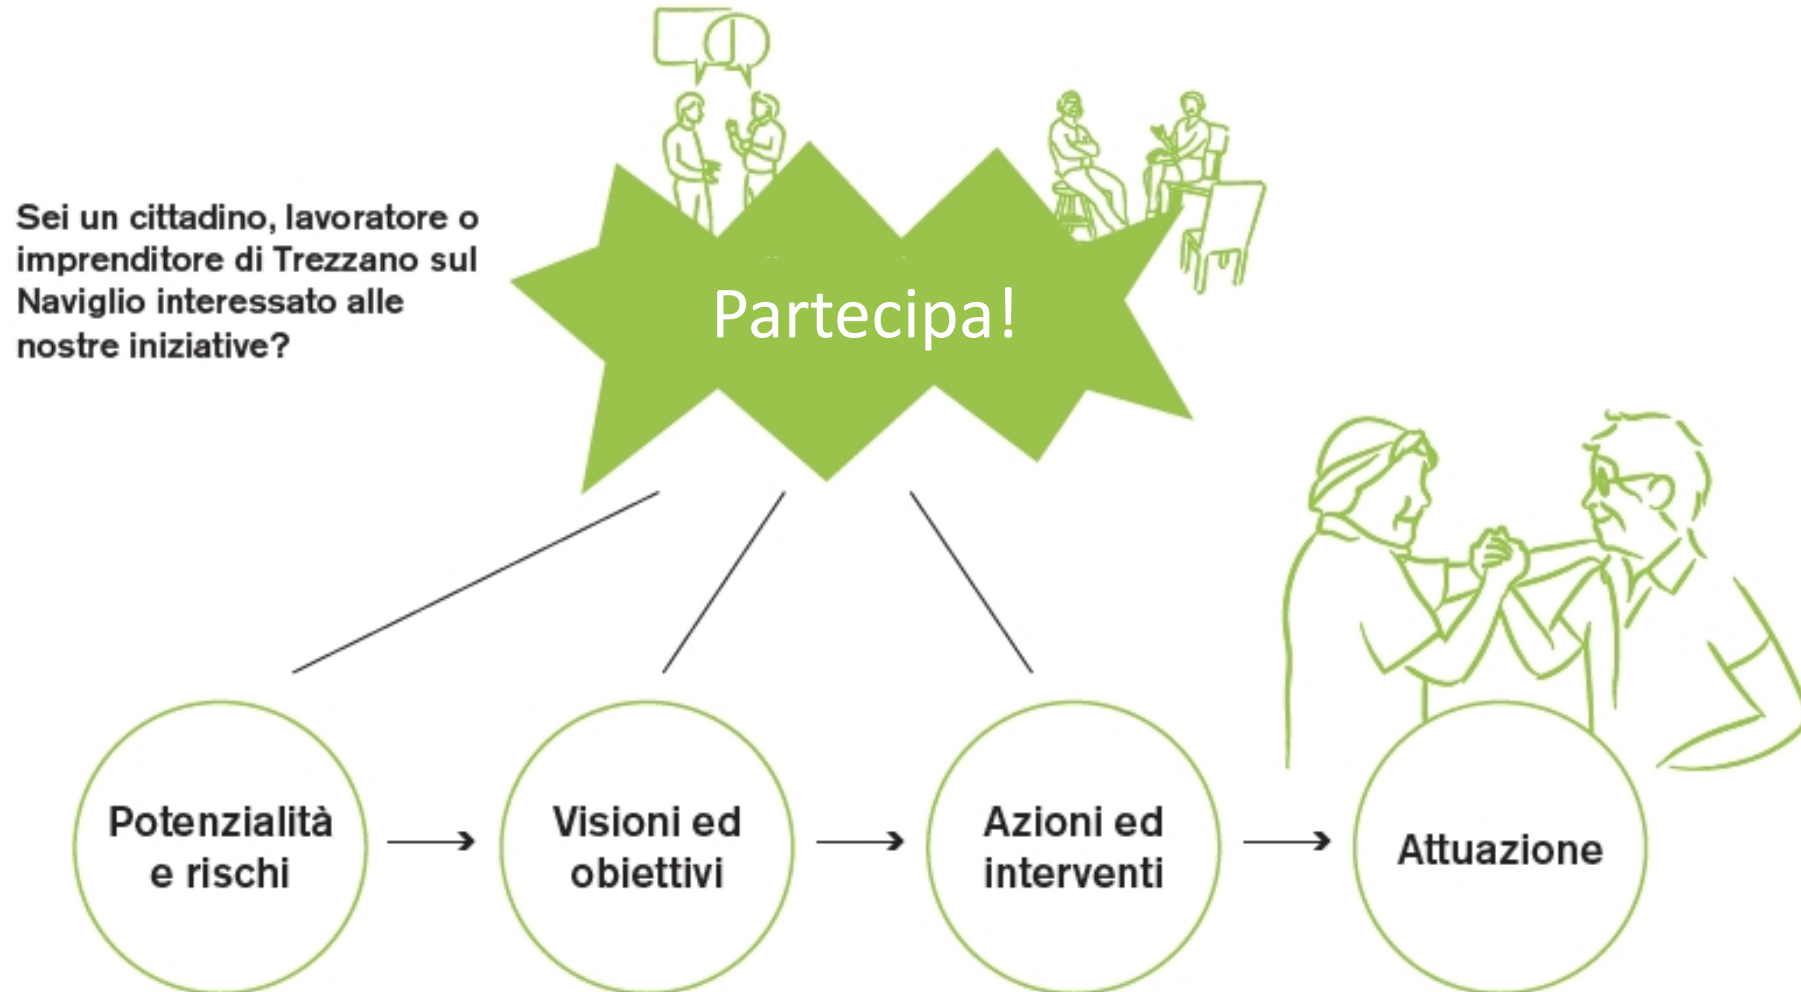 Sei un cittadino, lavoratore o
imprenditore di Trezzano sul
Naviglio interessato alle
nostre iniziative?
Partecipa!
Potenzialità
e rischi
Visioni ed
obiettivi
Azioni ed
interventi
Attuazione